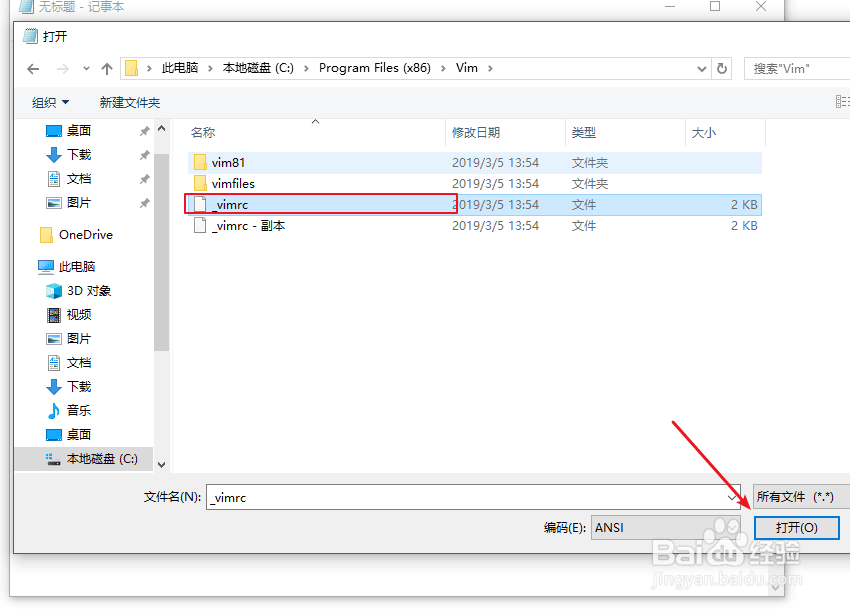 无标题 - 记事本
打开
此电脑 › 本地磁盘 (C:) › Program Files (x86) › Vim ›
搜索"Vim"
组织 新建文件夹
名称 修改日期 类型 大小
桌面
下载
文档
图片
OneDrive
此电脑
3D 对象
视频
图片
文档
下载
音乐
桌面
本地磁盘 (C:)
vim81 2019/3/5 13:54 文件夹
vimfiles 2019/3/5 13:54 文件夹
_vimrc 2019/3/5 13:54 文件 2 KB
_vimrc - 副本 2019/3/5 13:54 文件 2 KB
文件名(N): _vimrc 所有文件 (*.*)
编码(E): ANSI 打开(O)
Baidu 经验
jingyan.baidu.com